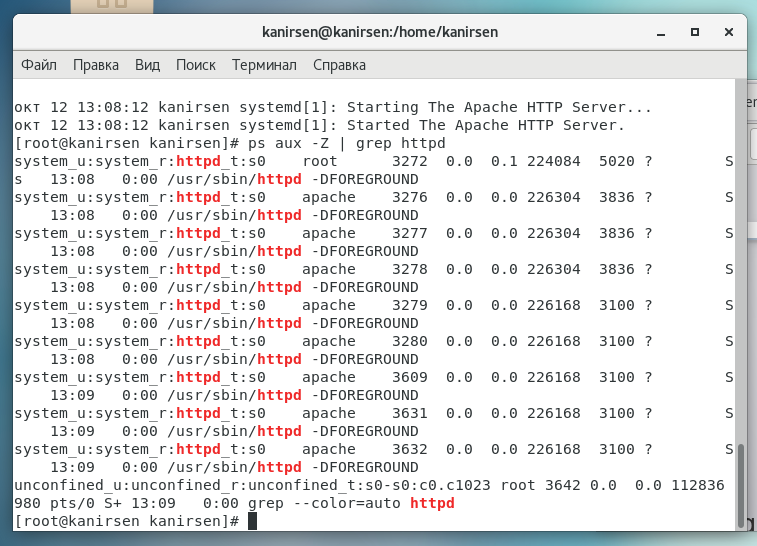 kanirsen@kanirsen:/home/kanirsen
Файл Правка Вид Поиск Терминал Справка
окт 12 13:08:12 kanirsen systemd[1]: Starting The Apache HTTP Server...
окт 12 13:08:12 kanirsen systemd[1]: Started The Apache HTTP Server.
[root@kanirsen kanirsen]# ps aux -Z | grep httpd
system_u:system_r:httpd_t:s0    root      3272  0.0  0.1 224084  5020 ?        S
s   13:08   0:00 /usr/sbin/httpd -DFOREGROUND
system_u:system_r:httpd_t:s0    apache    3276  0.0  0.0 226304  3836 ?        S
    13:08   0:00 /usr/sbin/httpd -DFOREGROUND
system_u:system_r:httpd_t:s0    apache    3277  0.0  0.0 226304  3836 ?        S
    13:08   0:00 /usr/sbin/httpd -DFOREGROUND
system_u:system_r:httpd_t:s0    apache    3278  0.0  0.0 226304  3836 ?        S
    13:08   0:00 /usr/sbin/httpd -DFOREGROUND
system_u:system_r:httpd_t:s0    apache    3279  0.0  0.0 226168  3100 ?        S
    13:08   0:00 /usr/sbin/httpd -DFOREGROUND
system_u:system_r:httpd_t:s0    apache    3280  0.0  0.0 226168  3100 ?        S
    13:08   0:00 /usr/sbin/httpd -DFOREGROUND
system_u:system_r:httpd_t:s0    apache    3609  0.0  0.0 226168  3100 ?        S
    13:09   0:00 /usr/sbin/httpd -DFOREGROUND
system_u:system_r:httpd_t:s0    apache    3631  0.0  0.0 226168  3100 ?        S
    13:09   0:00 /usr/sbin/httpd -DFOREGROUND
system_u:system_r:httpd_t:s0    apache    3632  0.0  0.0 226168  3100 ?        S
    13:09   0:00 /usr/sbin/httpd -DFOREGROUND
unconfined_u:unconfined_r:unconfined_t:s0-s0:c0.c1023 root 3642 0.0  0.0 112836
980 pts/0 S+ 13:09   0:00 grep --color=auto httpd
[root@kanirsen kanirsen]#